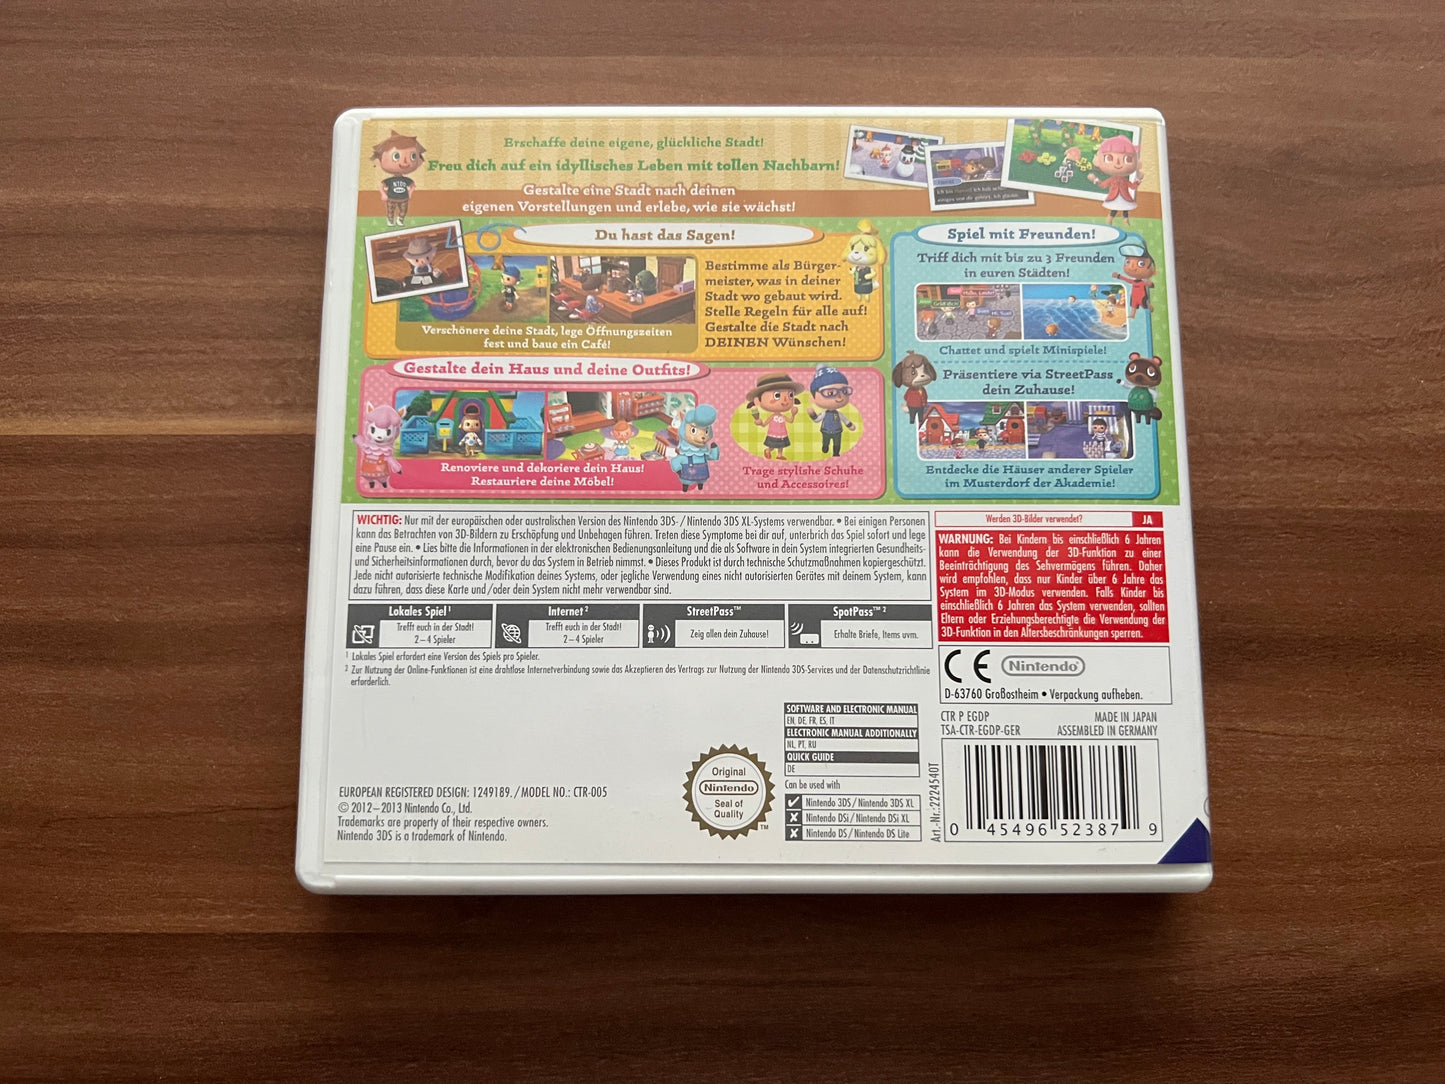 Erschaffe deine eigene, glückliche Stadt!
Freu dich auf ein idyllisches Leben mit tollen Nachbarn!
Gestalte eine Stadt nach deinen
eigenen Vorstellungen und erlebe, wie sie wächst!
Du hast das Sagen!
Bestimme als Bürger-
meister, was in deiner
Stadt wo gebaut wird.
Stelle Regeln für alle auf!
Gestalte die Stadt nach
DEINEN Wünschen!
Verschönere deine Stadt, lege Öffnungszeiten
fest und baue ein Café!
Gestalte dein Haus und deine Outfits!
Renoviere und dekoriere dein Haus!
Restauriere deine Möbel!
Trage stylishe Schuhe
und Accessoires!
Spiel mit Freunden!
Triff dich mit bis zu 3 Freunden
in euren Städten!
Chattet und spielt Minispiele!
Präsentiere via StreetPass
dein Zuhause!
Entdecke die Häuser anderer Spieler
im Musterdorf der Akademie!
WICHTIG: Nur mit der europäischen oder australischen Version des Nintendo 3DS-/Nintendo 3DS XL-Systems verwendbar. • Bei einigen Personen
kann das Betrachten von 3D-Bildern zu Erschöpfung und Unbehagen führen. Treten diese Symptome bei dir auf, unterbrich das Spiel sofort und lege
eine Pause ein. • Lies bitte die Informationen in der elektronischen Bedienungsanleitung und die als Software in dein System integrierten Gesundheits-
und Sicherheitsinformationen durch, bevor du das System in Betrieb nimmst. • Dieses Produkt ist durch technische Schutzmaßnahmen kopiergeschützt.
Jede nicht autorisierte technische Modifikation deines Systems, oder jegliche Verwendung eines nicht autorisierten Gerätes mit deinem System, kann
dazu führen, dass diese Karte und/oder dein System nicht mehr verwendbar sind.
Lokales Spiel ¹
Trefft euch in der Stadt!
2–4 Spieler
Internet ²
Trefft euch in der Stadt!
2–4 Spieler
StreetPass™
Zeig allen dein Zuhause!
SpotPass™ ²
Erhalte Briefe, Items uvm.
¹ Lokales Spiel erfordert eine Version des Spiels pro Spieler.
² Zur Nutzung der Online-Funktionen ist eine drahtlose Internetverbindung sowie das Akzeptieren des Vertrags zur Nutzung der Nintendo 3DS-Services und der Datenschutzrichtlinie
erforderlich.
Werden 3D-Bilder verwendet? JA
WARNUNG: Bei Kindern bis einschließlich 6 Jahren
kann die Verwendung der 3D-Funktion zu einer
Beeinträchtigung des Sehvermögens führen. Daher
wird empfohlen, dass nur Kinder über 6 Jahre das
System im 3D-Modus verwenden. Falls Kinder bis
einschließlich 6 Jahren das System verwenden, sollten
Eltern oder Erziehungsberechtigte die Verwendung der
3D-Funktion in den Altersbeschränkungen sperren.
CE Nintendo
D-63760 Großostheim • Verpackung aufheben.
CTR P EGDP MADE IN JAPAN
TSA-CTR-EGDP-GER ASSEMBLED IN GERMANY
Art.-Nr.:2224540T
0 45496 52387 9
SOFTWARE AND ELECTRONIC MANUAL
EN, DE, FR, ES, IT
ELECTRONIC MANUAL ADDITIONALLY
NL, PT, RU
QUICK GUIDE
DE
Can be used with
Nintendo 3DS/Nintendo 3DS XL
Nintendo DSi/Nintendo DSi XL
Nintendo DS/Nintendo DS Lite
Original
Nintendo
Seal of
Quality
™
EUROPEAN REGISTERED DESIGN: 1249189./MODEL NO.: CTR-005
© 2012–2013 Nintendo Co., Ltd.
Trademarks are property of their respective owners.
Nintendo 3DS is a trademark of Nintendo.